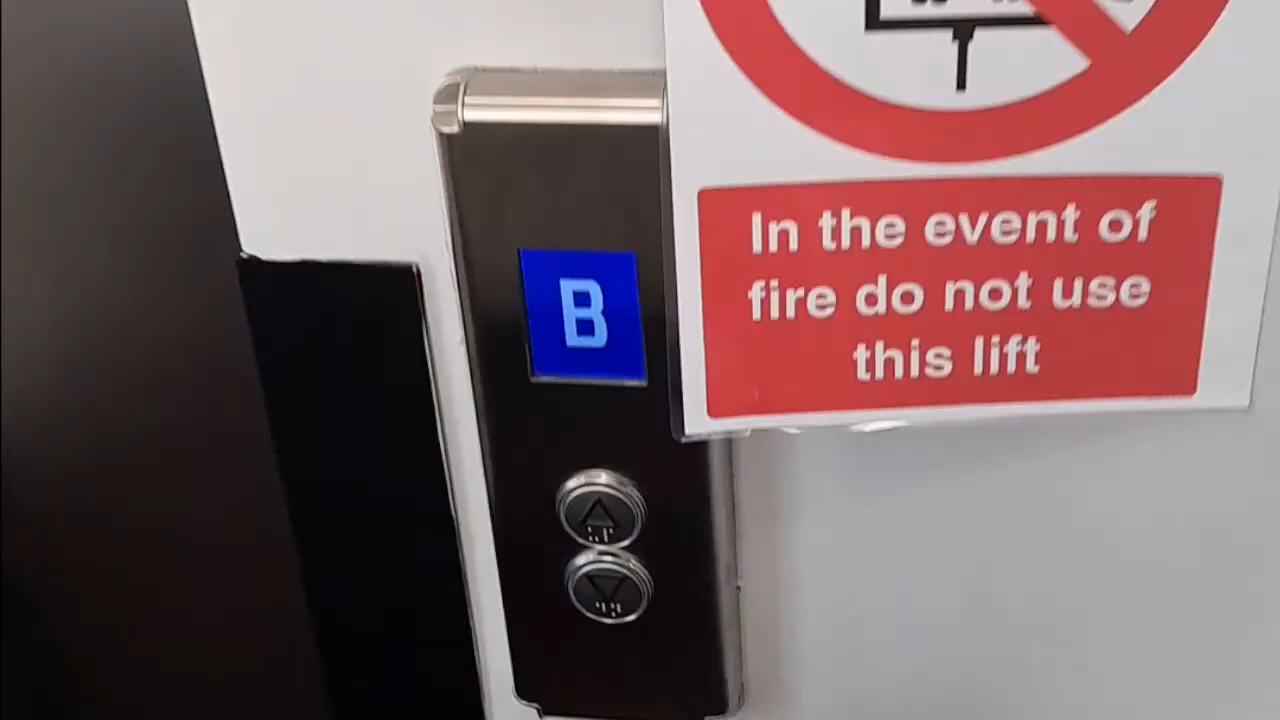 B
In the event of
fire do not use
this lift